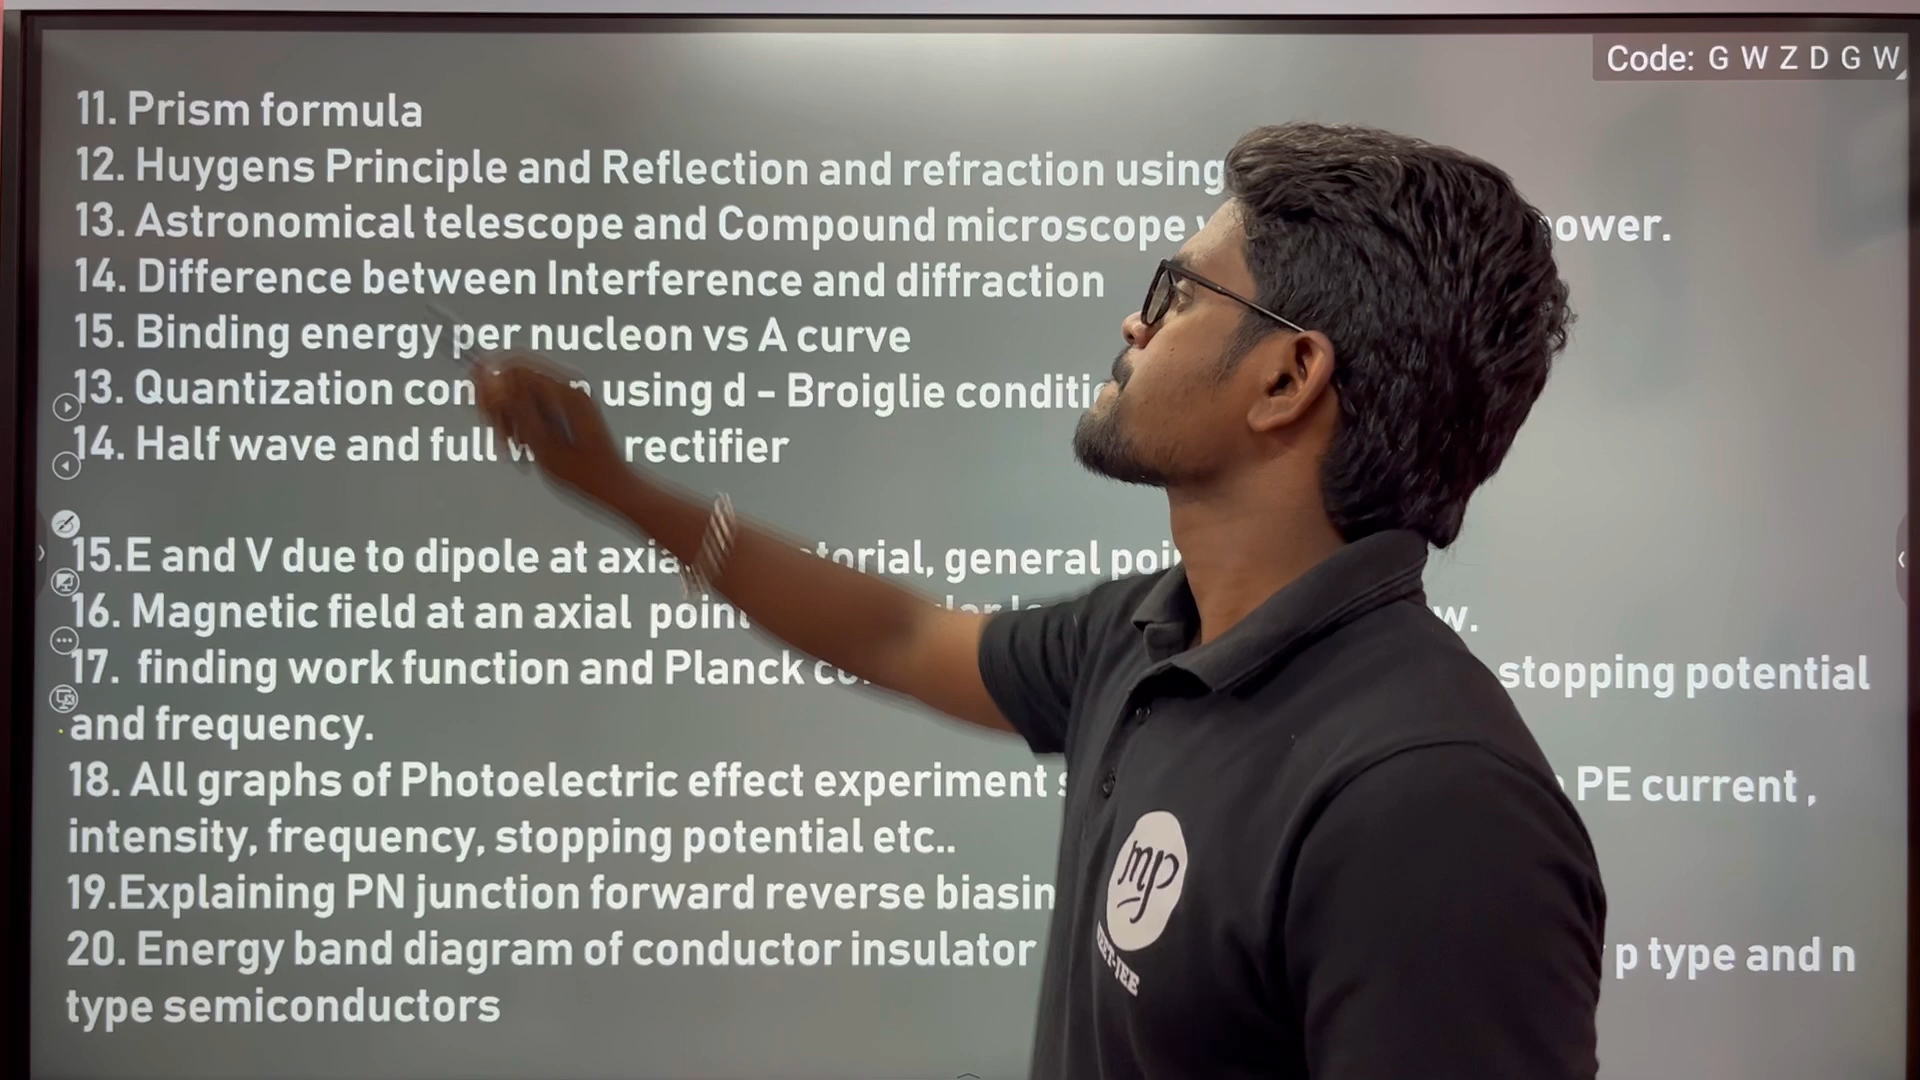 Code: G W Z D G W
11. Prism formula
12. Huygens Principle and Reflection and refraction using
13. Astronomical telescope and Compound microscope ower.
14. Difference between Interference and diffraction
15. Binding energy per nucleon vs A curve
13. Quantization con using d - Broiglie conditi
14. Half wave and full rectifier
15.E and V due to dipole at axia torial, general poi
16. Magnetic field at an axial point w.
17. finding work function and Planck stopping potential
and frequency.
18. All graphs of Photoelectric effect experiment PE current ,
intensity, frequency, stopping potential etc..
19.Explaining PN junction forward reverse biasin
20. Energy band diagram of conductor insulator p type and n
type semiconductors
mp
NEET-JEE